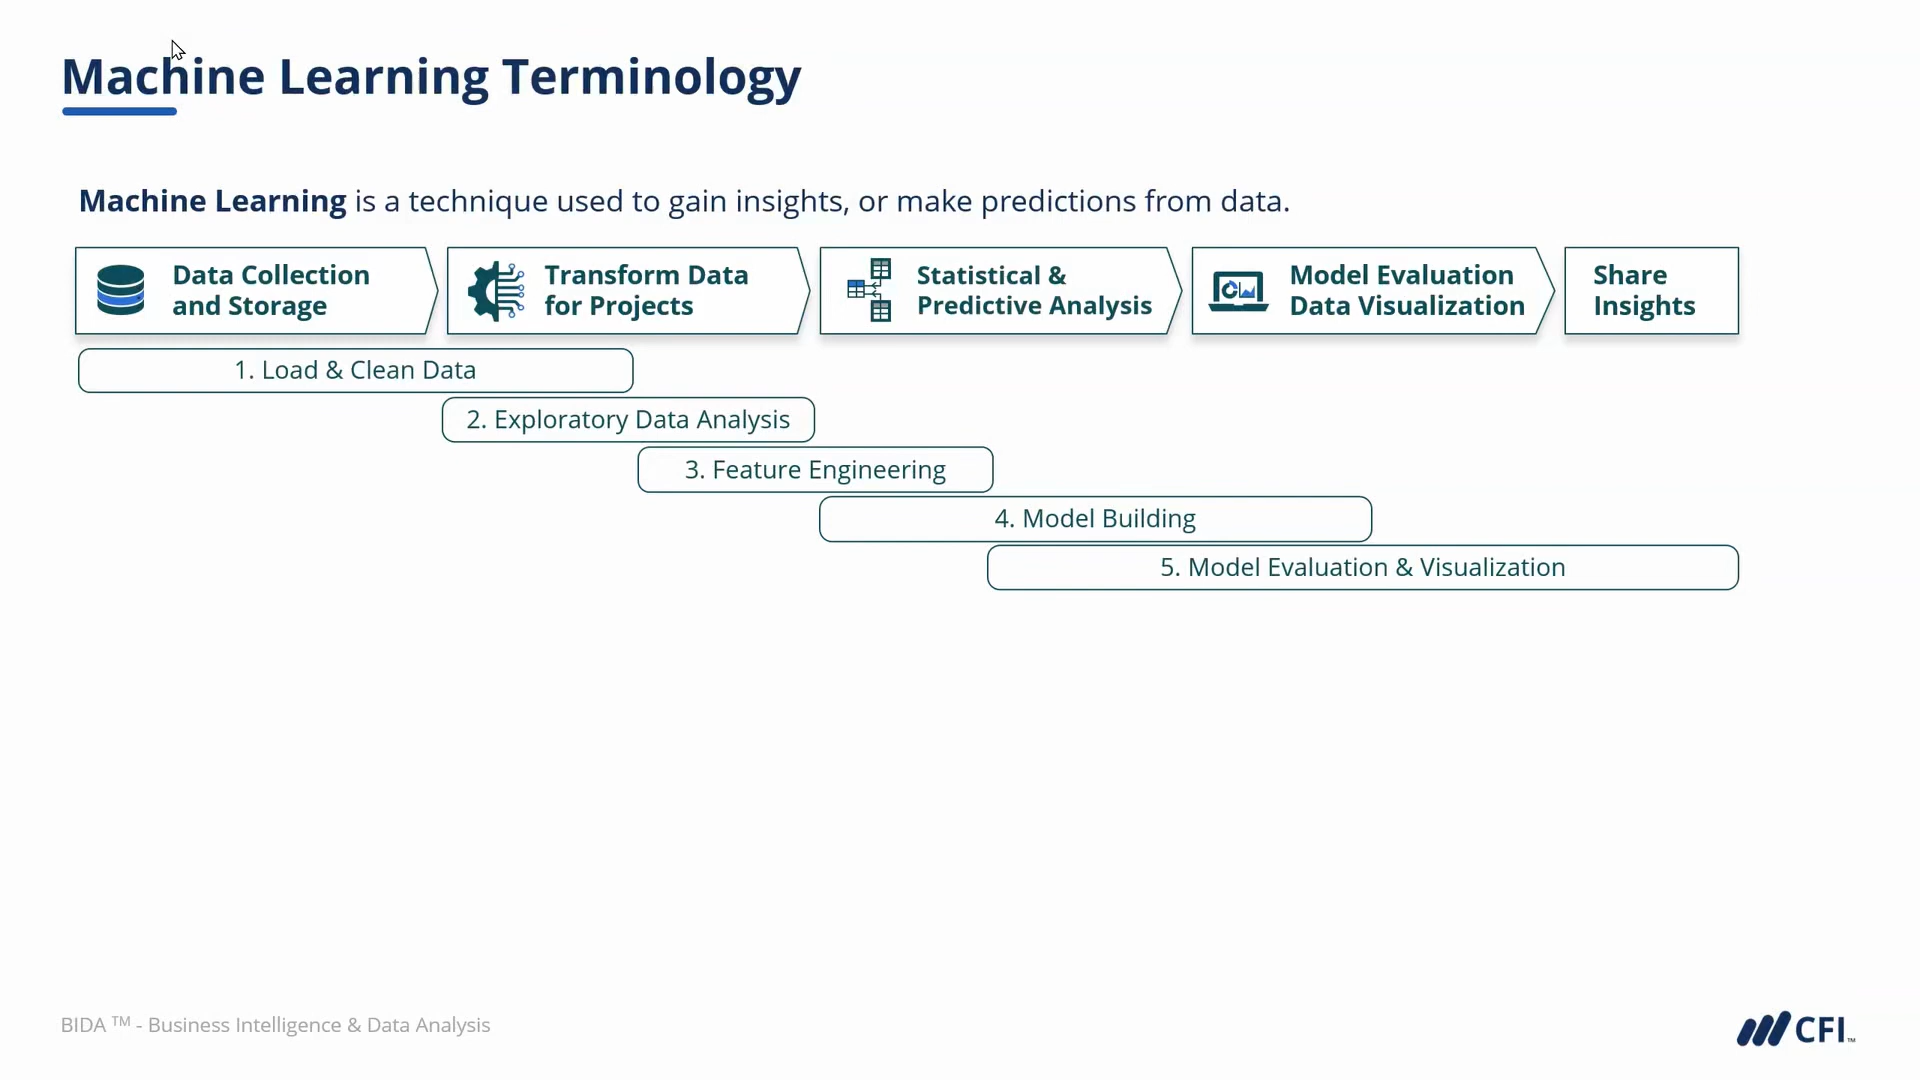 Machine Learning Terminology
Machine Learning is a technique used to gain insights, or make predictions from data.
Data Collection
and Storage
Transform Data
for Projects
Statistical &
Predictive Analysis
Model Evaluation
Data Visualization
Share
Insights
1. Load & Clean Data
2. Exploratory Data Analysis
3. Feature Engineering
4. Model Building
5. Model Evaluation & Visualization
BIDA TM - Business Intelligence & Data Analysis
CFI™